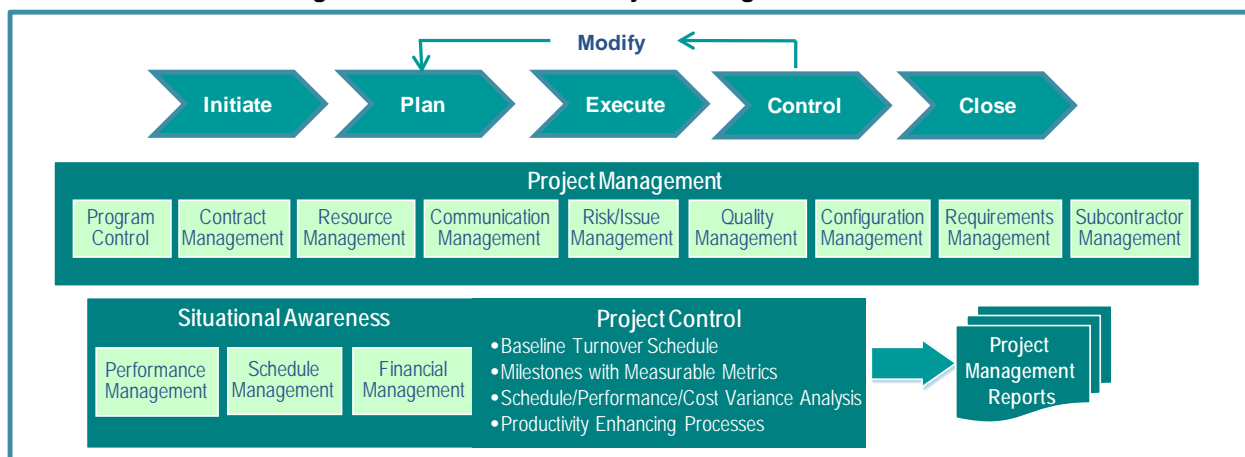 Modify
Initiate
Plan
Execute
Control
Close
Project Management
Program
Control
Contract
Management
Resource
Management
Communication
Management
Risk/Issue
Management
Quality
Management
Configuration
Management
Requirements
Management
Subcontractor
Management
Situational Awareness
Performance
Management
Schedule
Management
Financial
Management
Project Control
•Baseline Turnover Schedule
•Milestones with Measurable Metrics
•Schedule/Performance/Cost Variance Analysis
•Productivity Enhancing Processes
Project
Management
Reports